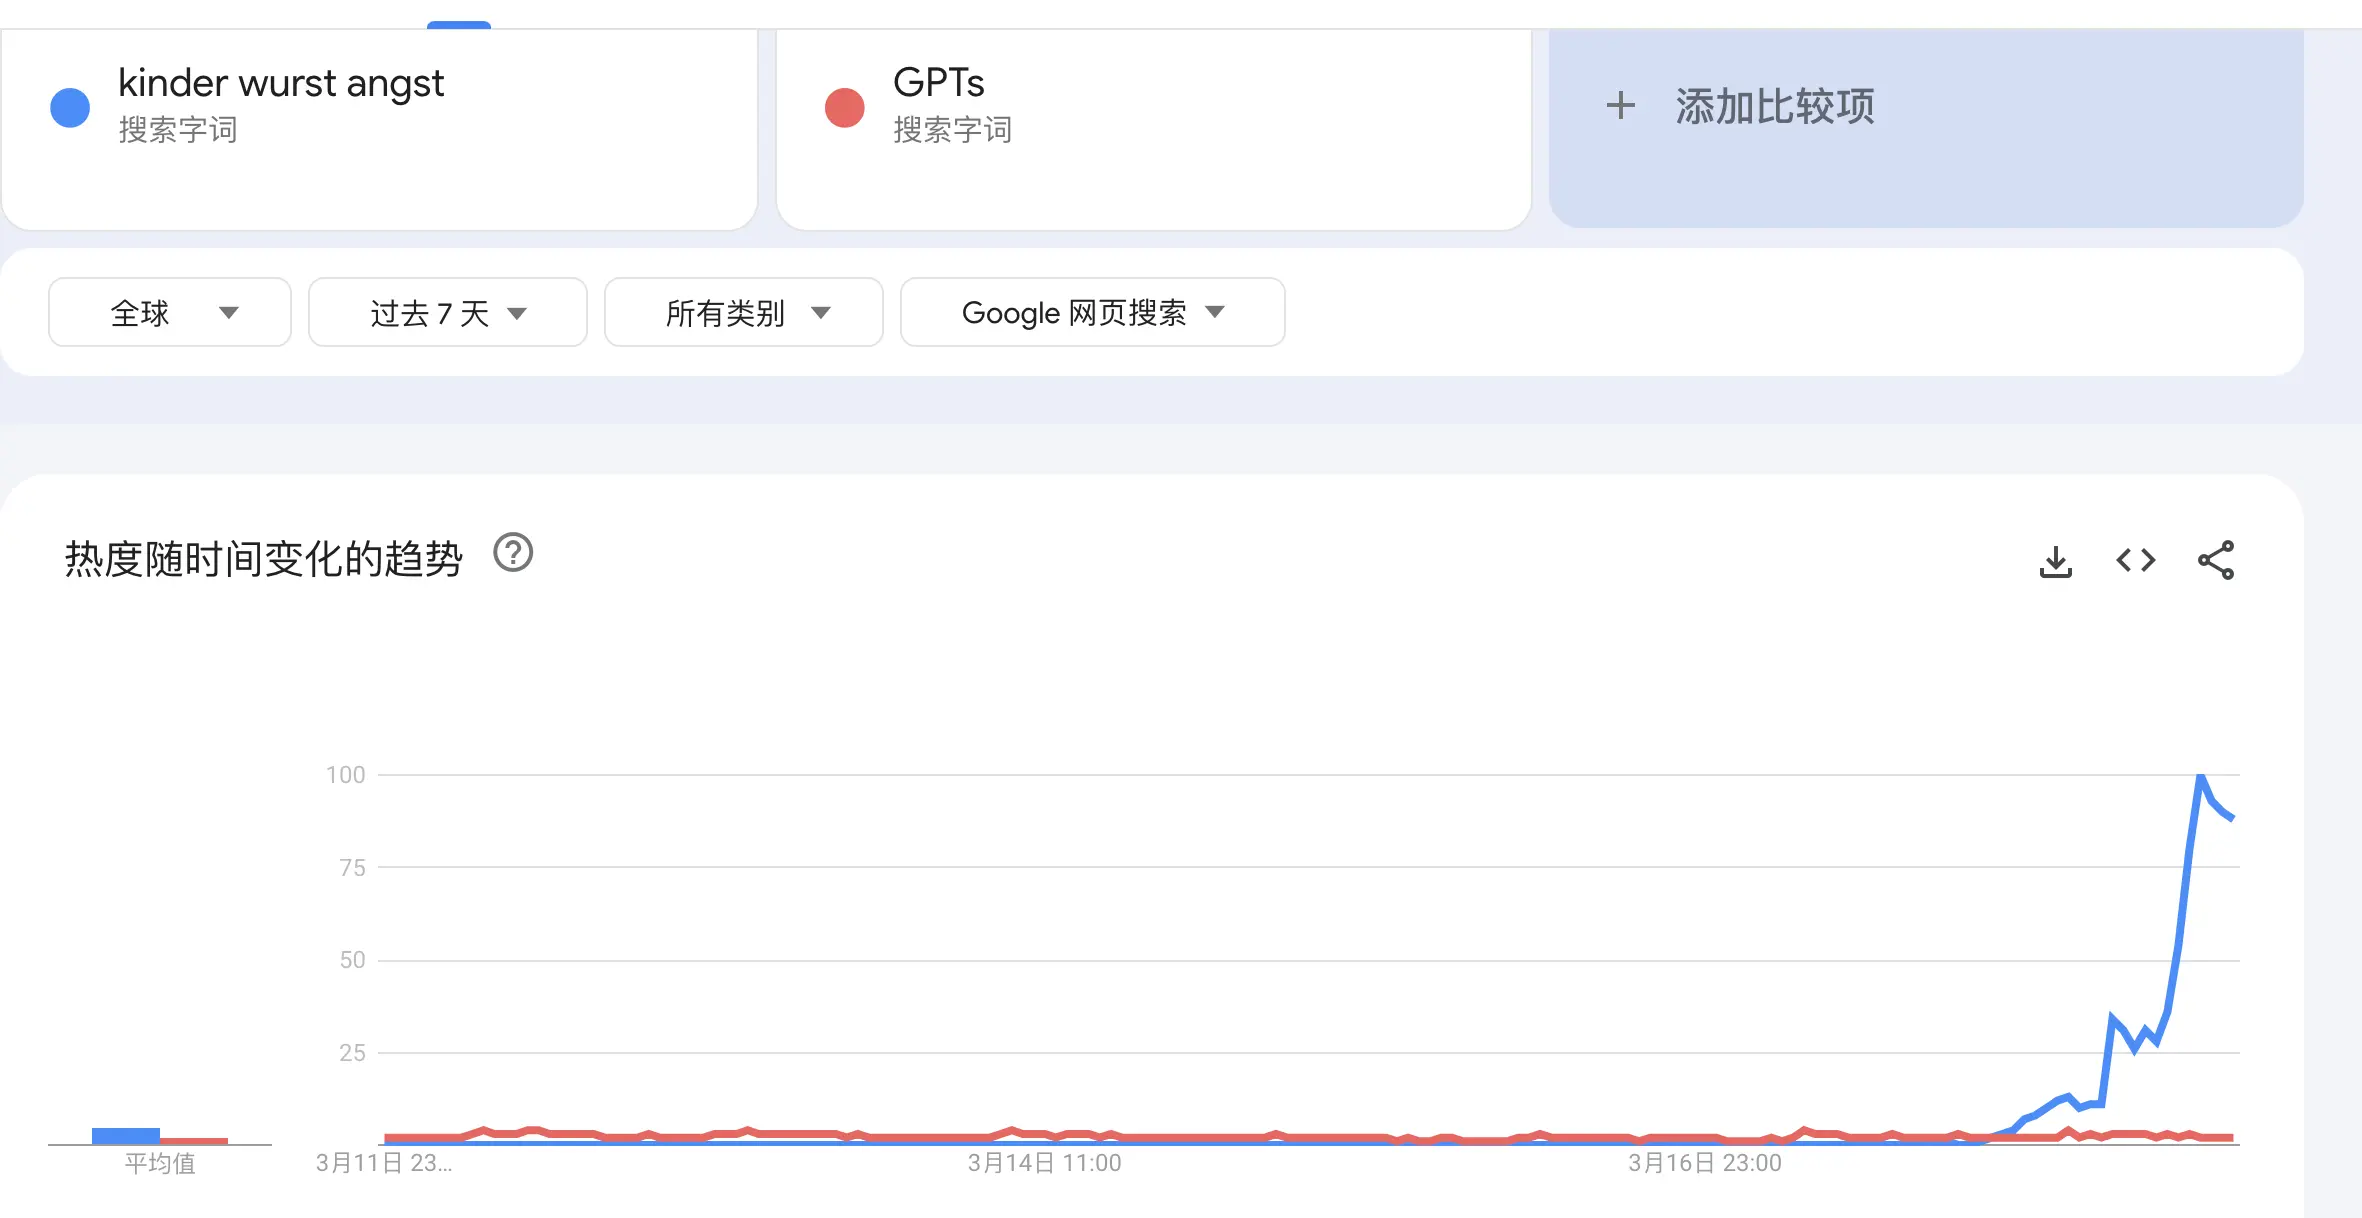 kinder wurst angst
搜索字词
GPTs
搜索字词
+ 添加比较项
全球
过去 7 天
所有类别
Google 网页搜索
热度随时间变化的趋势
100
75
50
25
平均值
3月11日 23…
3月14日 11:00
3月16日 23:00